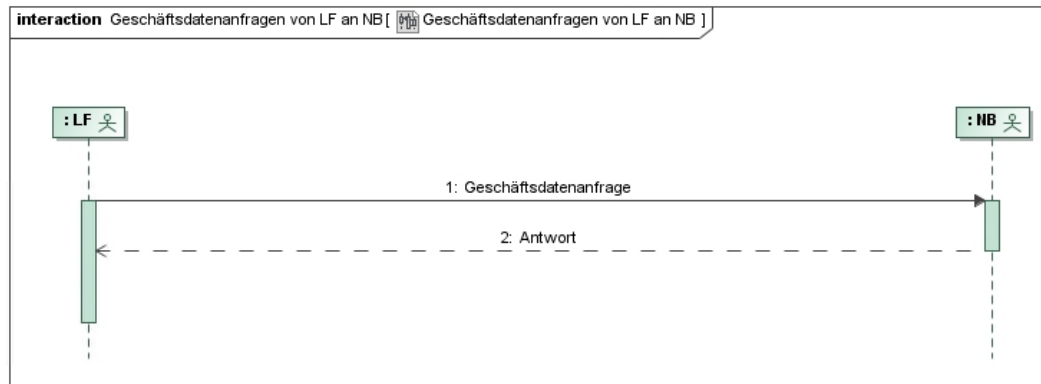 interaction Geschäftsdatenanfragen von LF an NB [ Geschäftsdatenanfragen von LF an NB ]
: LF
: NB
1: Geschäftsdatenanfrage
2: Antwort